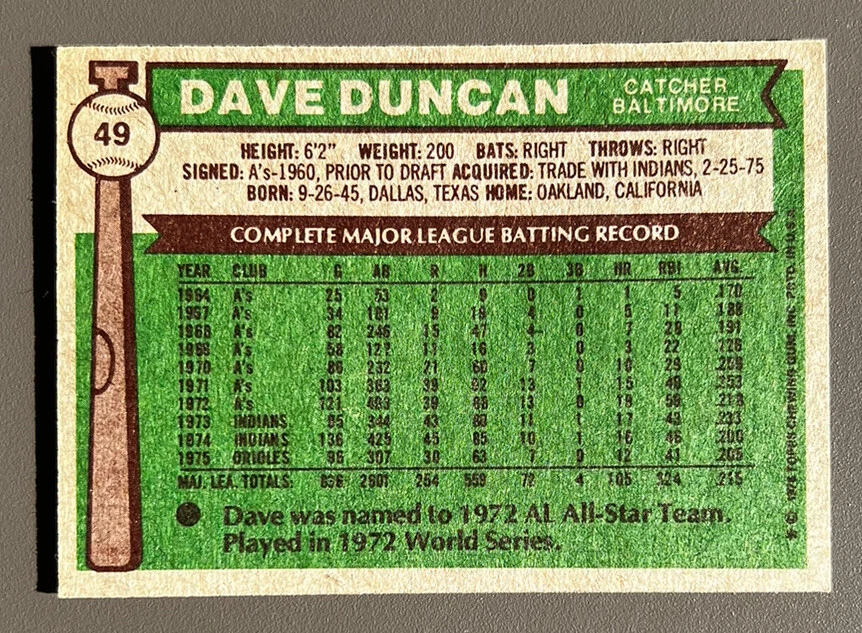 49
DAVE DUNCAN
CATCHER
BALTIMORE
HEIGHT: 6'2" WEIGHT: 200 BATS: RIGHT THROWS: RIGHT
SIGNED: A's-1960, PRIOR TO DRAFT ACQUIRED: TRADE WITH INDIANS, 2-25-75
BORN: 9-26-45, DALLAS, TEXAS HOME: OAKLAND, CALIFORNIA
COMPLETE MAJOR LEAGUE BATTING RECORD
YEAR CLUB G AB R H 2B 3B HR RBI AVG.
1964 A's 25 53 2 9 0 1 1 5 .170
1967 A's 34 101 9 19 4 0 5 11 .188
1968 A's 82 246 15 47 4 0 7 28 .191
1969 A's 58 127 11 16 3 0 3 22 .126
1970 A's 86 232 21 60 7 0 10 29 .259
1971 A's 103 363 39 92 13 1 15 40 .253
1972 A's 121 403 39 88 13 0 19 59 .218
1973 INDIANS 95 344 43 80 11 1 17 43 .233
1974 INDIANS 136 425 45 85 10 1 16 46 .200
1975 ORIOLES 96 307 30 63 7 0 12 41 .205
MAJ. LEA. TOTALS: 836 2601 254 559 72 4 105 324 .215
Dave was named to 1972 AL All-Star Team.
Played in 1972 World Series.
© 1976 TOPPS CHEWING GUM, INC. PRTD. IN U.S.A.